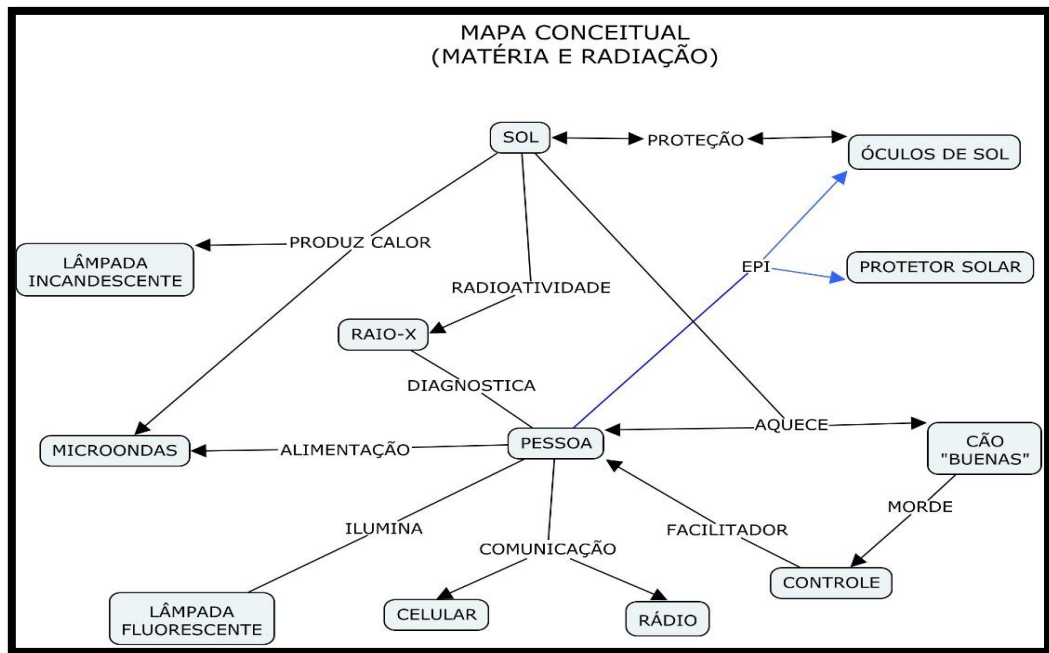 MAPA CONCEITUAL
(MATÉRIA E RADIAÇÃO)
SOL
PROTEÇÃO
ÓCULOS DE SOL
PRODUZ CALOR
LÂMPADA
INCANDESCENTE
EPI
PROTETOR SOLAR
RADIOATIVIDADE
RAIO-X
DIAGNOSTICA
AQUECE
MICROONDAS
ALIMENTAÇÃO
PESSOA
CÃO
"BUENAS"
MORDE
ILUMINA
FACILITADOR
COMUNICAÇÃO
CONTROLE
LÂMPADA
FLUORESCENTE
CELULAR
RÁDIO